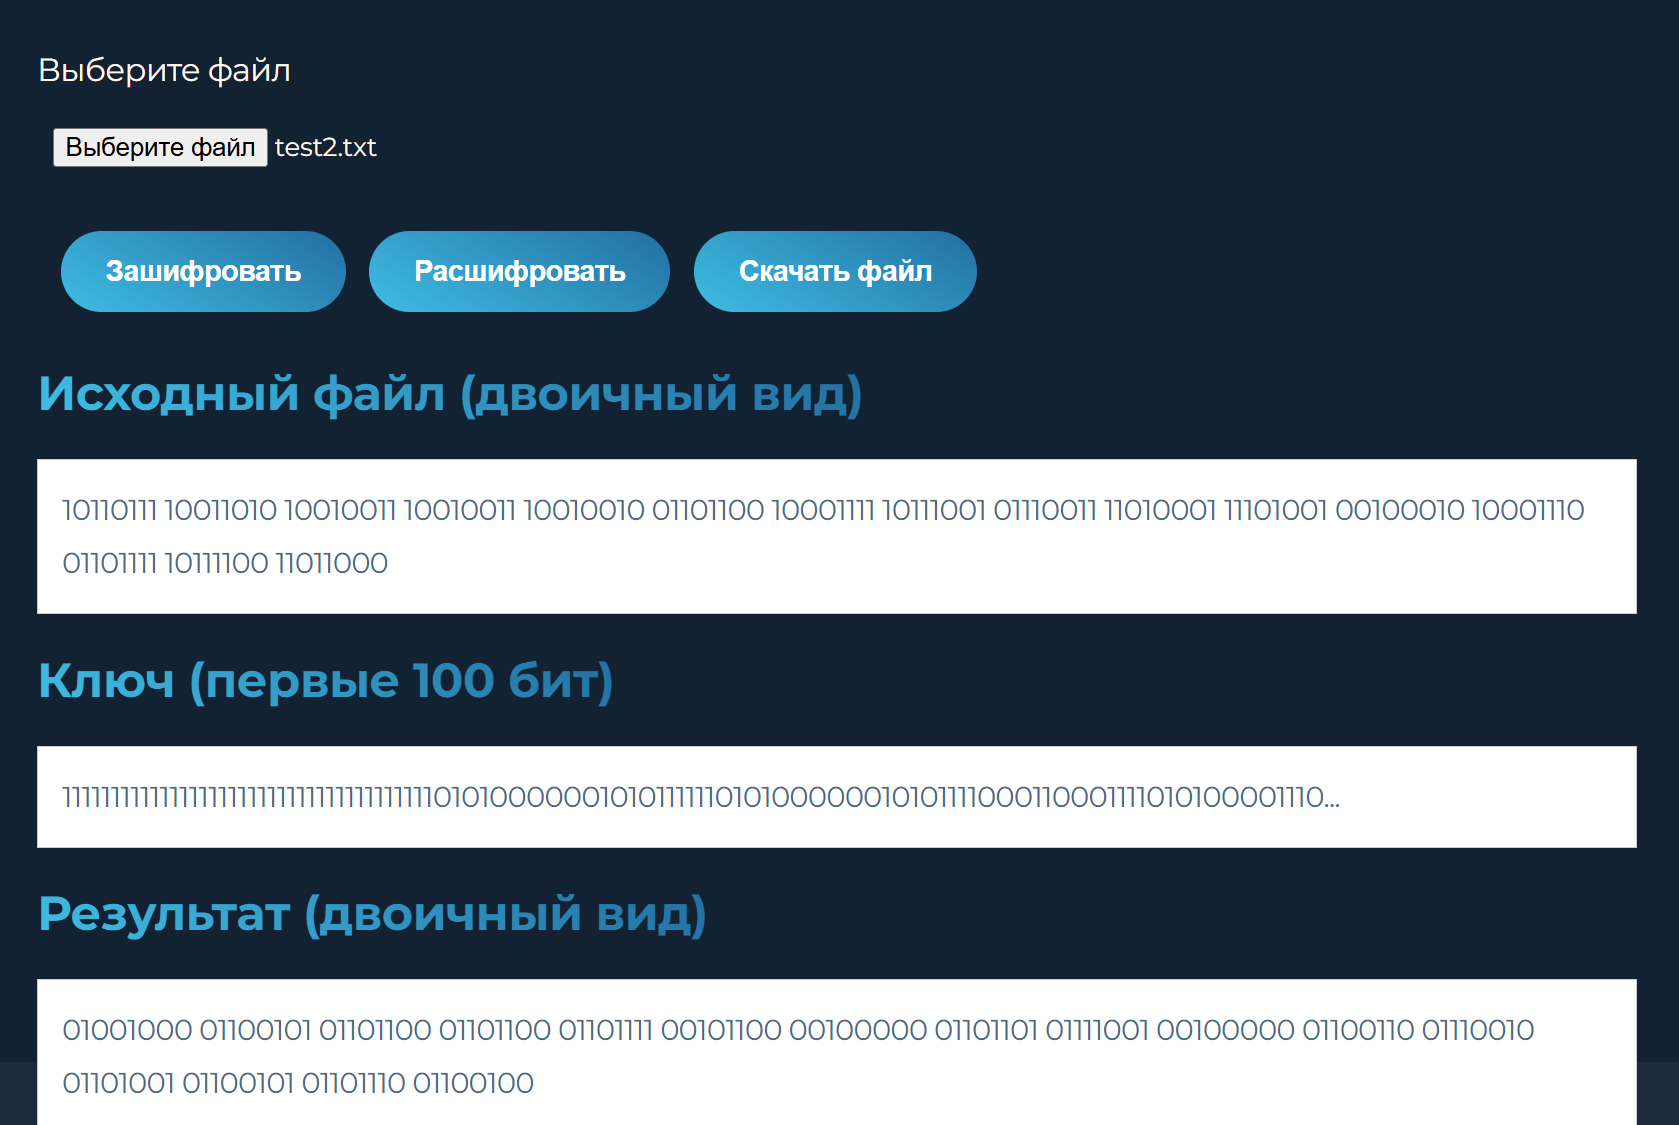 Выберите файл
Выберите файл test2.txt
Зашифровать Расшифровать Скачать файл
Исходный файл (двоичный вид)
10110111 10011010 10010011 10010011 10010010 01101100 10001111 10111001 01110011 11010001 11101001 00100010 10001110
01101111 10111100 11011000
Ключ (первые 100 бит)
1111111111111111111111111111111111111101010000001010111111010100000010101111000110001111010100001110...
Результат (двоичный вид)
01001000 01100101 01101100 01101100 01101111 00101100 00100000 01101101 01111001 00100000 01100110 01110010
01101001 01100101 01101110 01100100